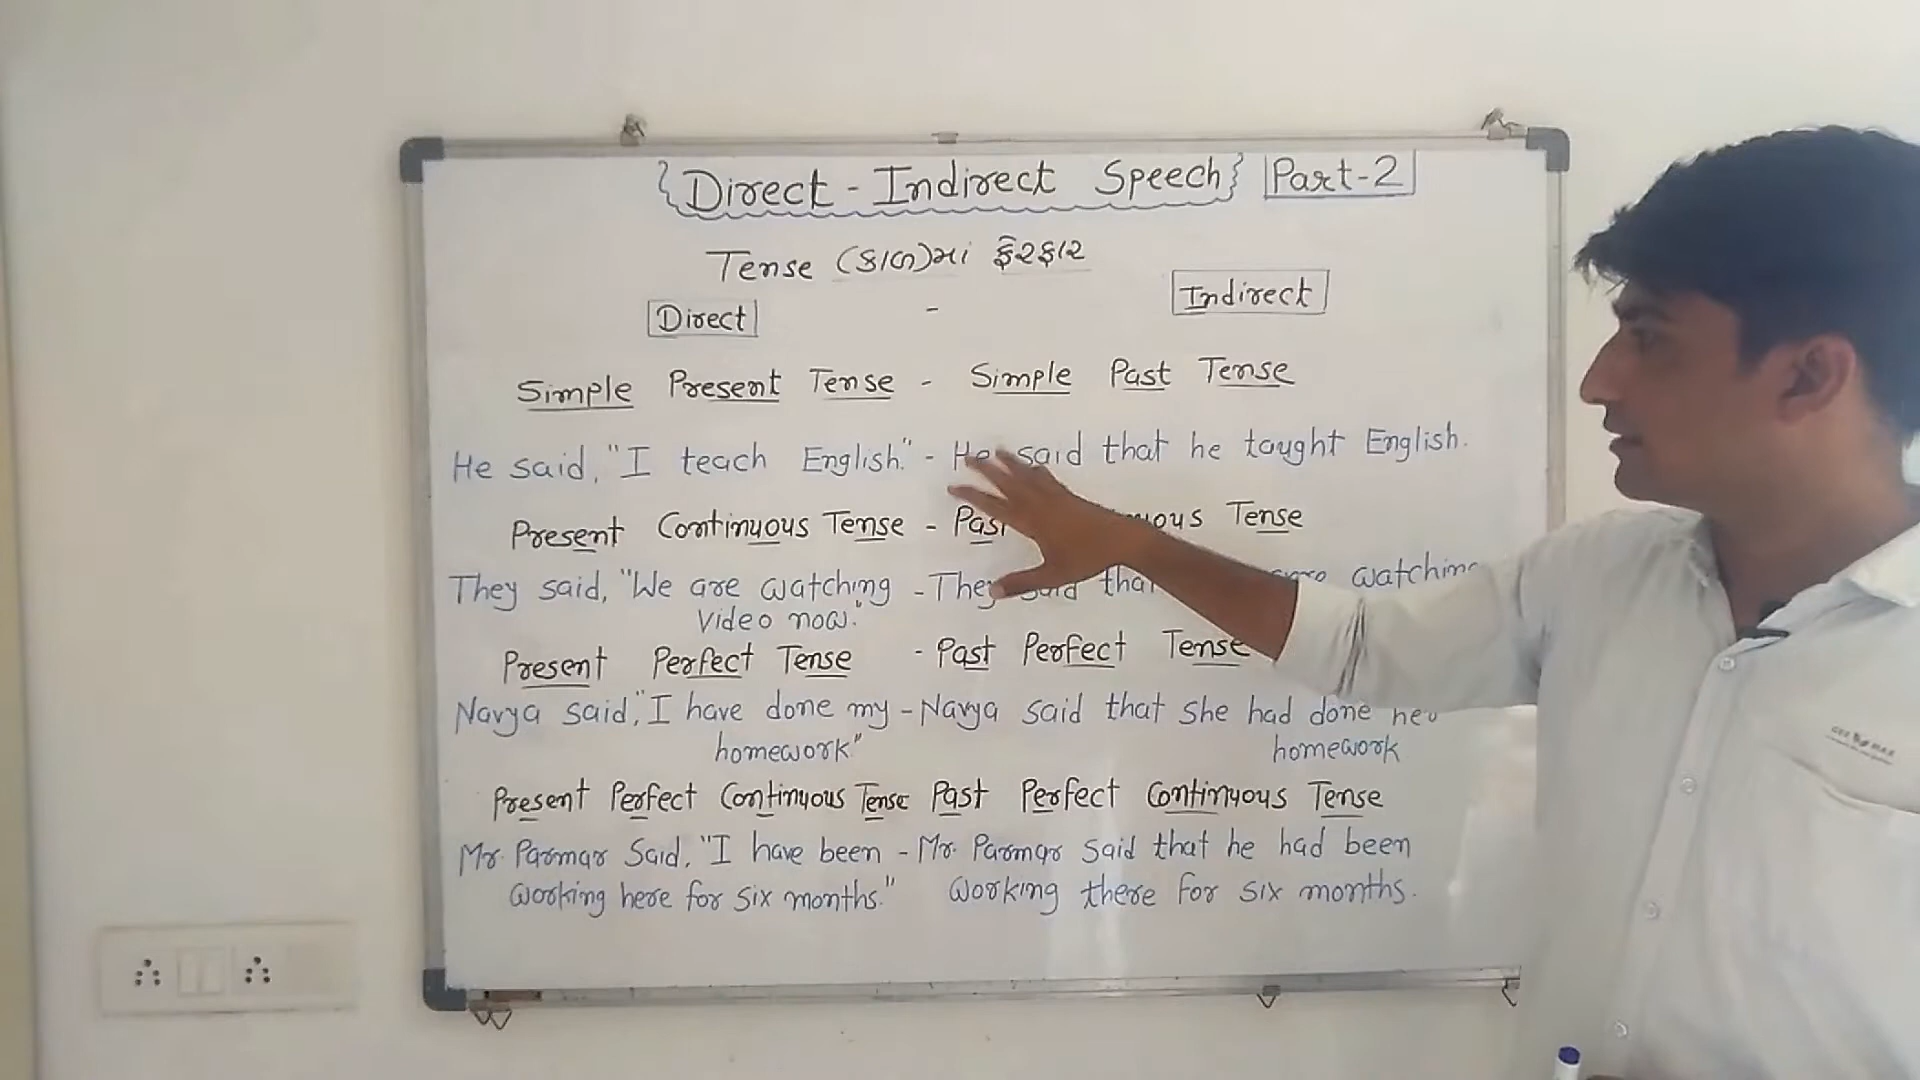 {Direct - Indirect Speech} Part-2
Tense (કાળ)માં ફેરફાર
Direct - Indirect
Simple Present Tense - Simple Past Tense
He said, "I teach English." - He said that he taught English.
Present Continuous Tense - Past Tense
They said, "We are watching - They said that watching
video now."
Present Perfect Tense - Past Perfect Tense
Navya said, "I have done my - Navya said that she had done her
homework" homework
Present Perfect Continuous Tense Past Perfect Continuous Tense
Mr. Parmar Said, "I have been - Mr. Parmar Said that he had been
working here for six months." working there for six months.